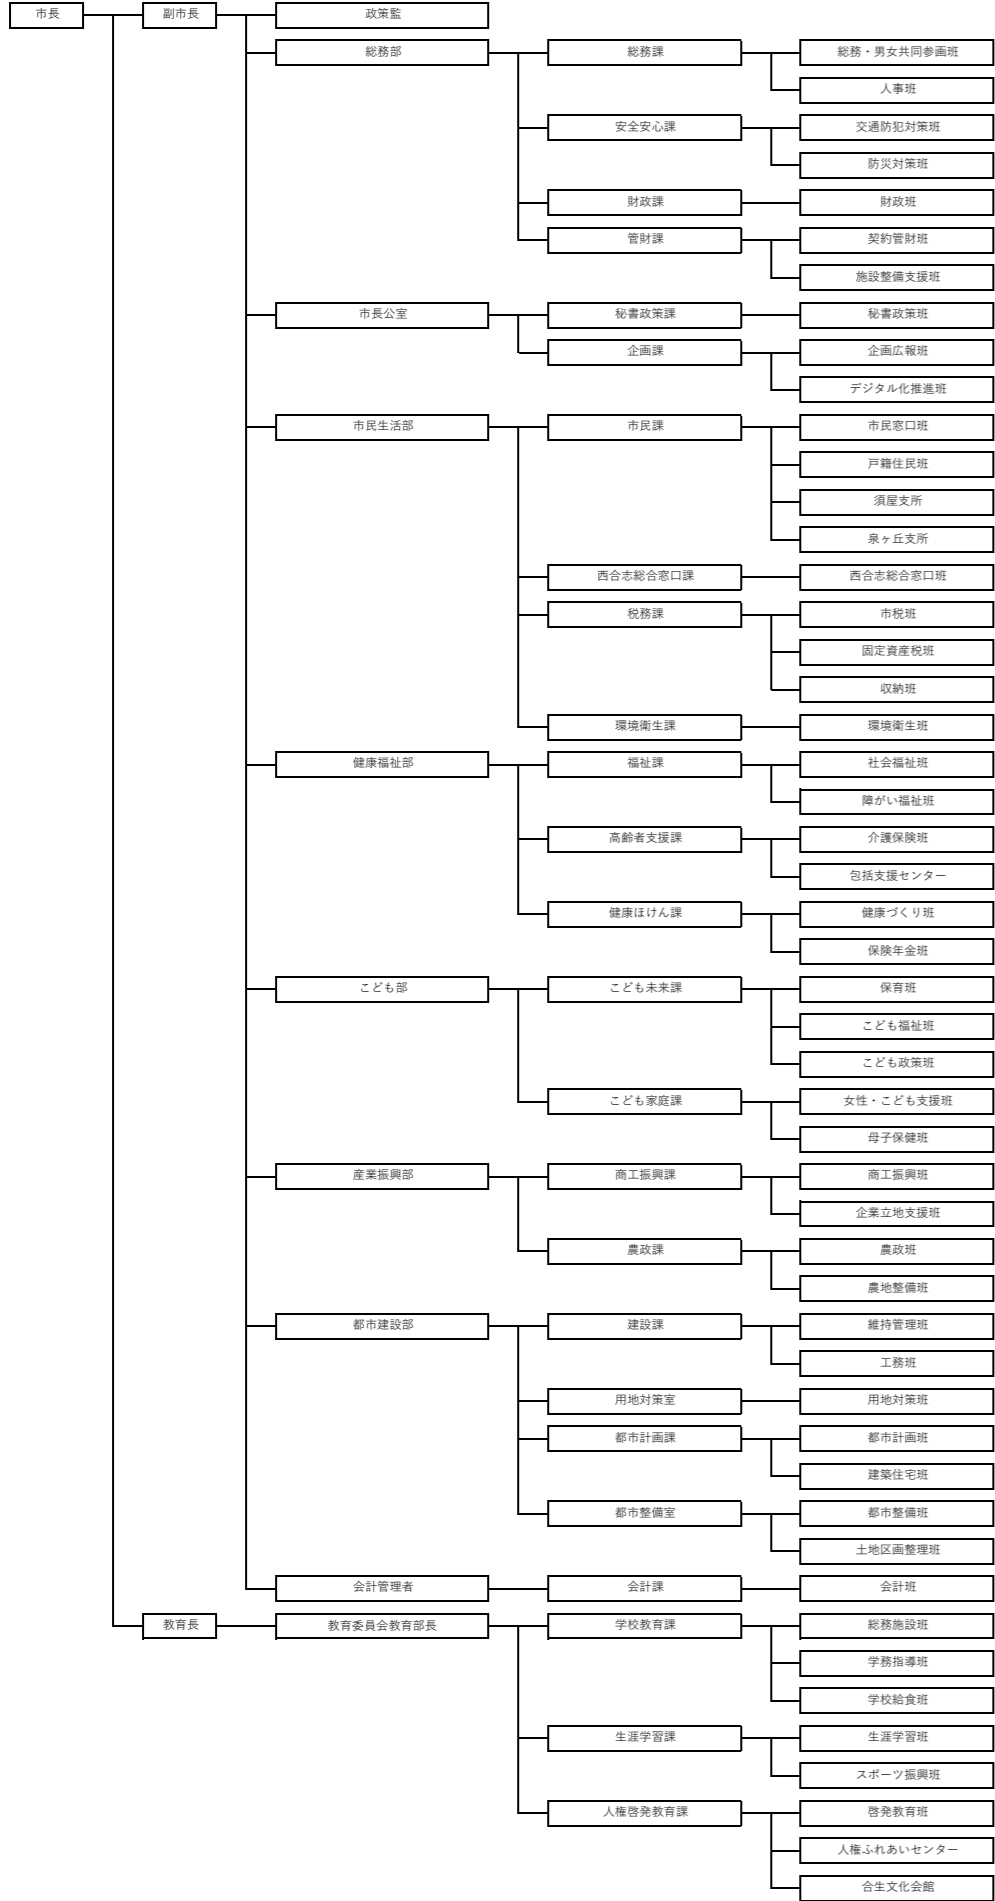 市長 副市長 政策監
総務部 総務課 総務・男女共同参画班
人事班
安全安心課 交通防犯対策班
防災対策班
財政課 財政班
管財課 契約管財班
施設整備支援班
市長公室 秘書政策課 秘書政策班
企画課 企画広報班
デジタル化推進班
市民生活部 市民課 市民窓口班
戸籍住民班
須屋支所
泉ヶ丘支所
西合志総合窓口課 西合志総合窓口班
税務課 市税班
固定資産税班
収納班
環境衛生課 環境衛生班
健康福祉部 福祉課 社会福祉班
障がい福祉班
高齢者支援課 介護保険班
包括支援センター
健康ほけん課 健康づくり班
保険年金班
こども部 こども未来課 保育班
こども福祉班
こども政策班
こども家庭課 女性・こども支援班
母子保健班
産業振興部 商工振興課 商工振興班
企業立地支援班
農政課 農政班
農地整備班
都市建設部 建設課 維持管理班
工務班
用地対策室 用地対策班
都市計画課 都市計画班
建築住宅班
都市整備室 都市整備班
土地区画整理班
会計管理者 会計課 会計班
教育長 教育委員会教育部長 学校教育課 総務施設班
学務指導班
学校給食班
生涯学習課 生涯学習班
スポーツ振興班
人権啓発教育課 啓発教育班
人権ふれあいセンター
合生文化会館